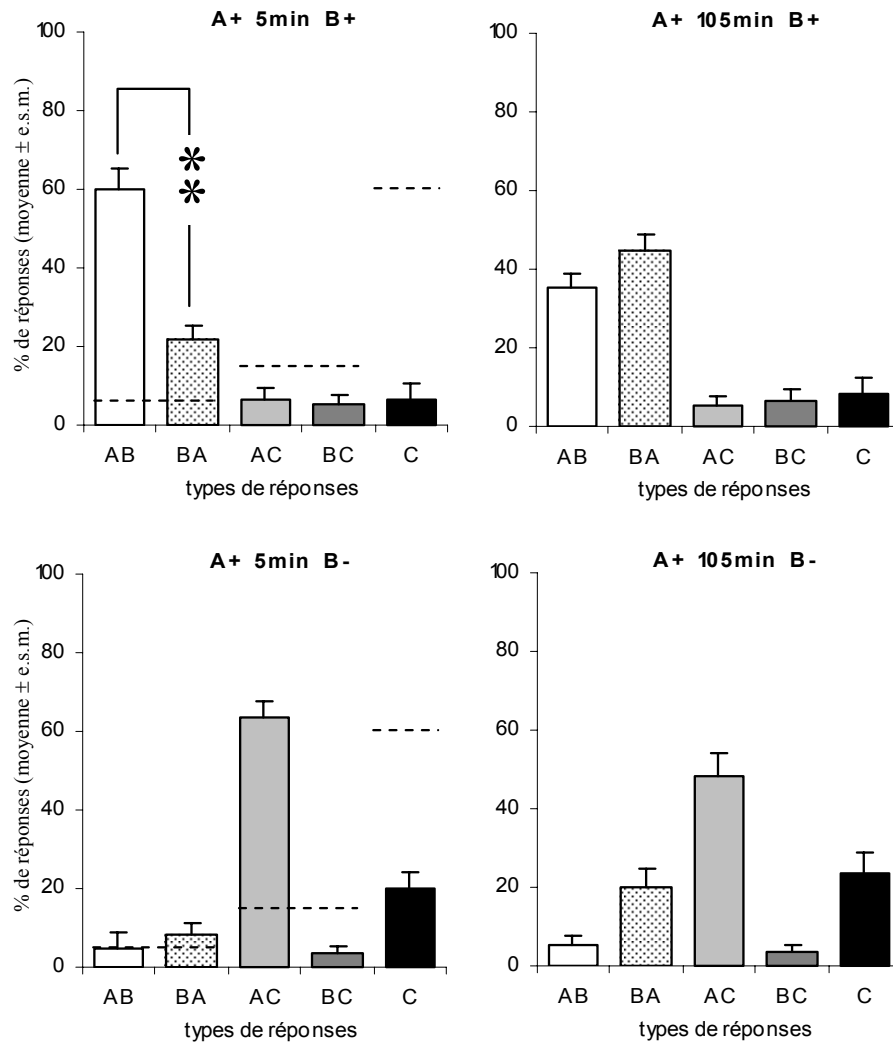 A+ 5min B+
100
80
60
40
20
0
% de réponses (moyenne ± e.s.m.)
**
AB BA AC BC C
types de réponses
A+ 105min B+
100
80
60
40
20
0
AB BA AC BC C
types de réponses
A+ 5min B-
100
80
60
40
20
0
% de réponses (moyenne ± e.s.m.)
AB BA AC BC C
types de réponses
A+ 105min B-
100
80
60
40
20
0
AB BA AC BC C
types de réponses